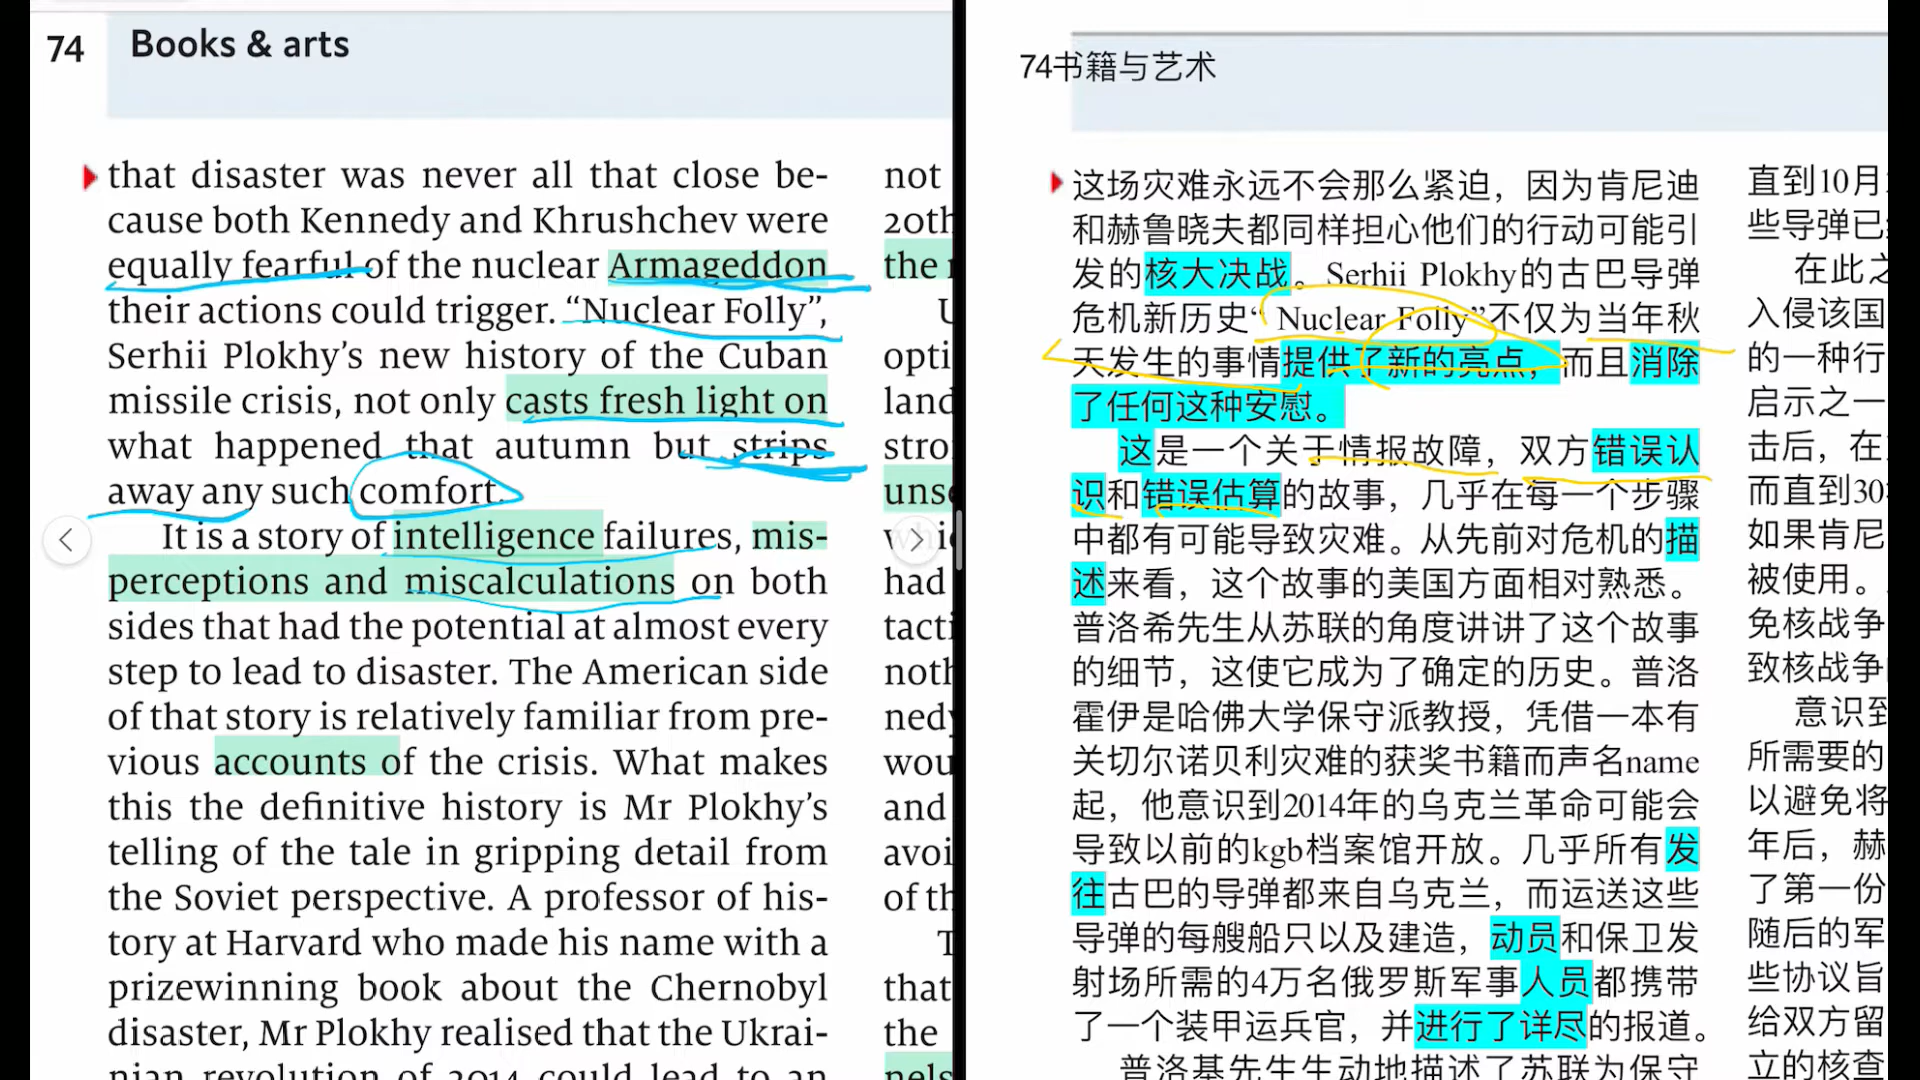 74 Books & arts
that disaster was never all that close be-
cause both Kennedy and Khrushchev were
equally fearful of the nuclear Armageddon
their actions could trigger. “Nuclear Folly”,
Serhii Plokhy’s new history of the Cuban
missile crisis, not only casts fresh light on
what happened that autumn but strips
away any such comfort.
It is a story of intelligence failures, mis-
perceptions and miscalculations on both
sides that had the potential at almost every
step to lead to disaster. The American side
of that story is relatively familiar from pre-
vious accounts of the crisis. What makes
this the definitive history is Mr Plokhy’s
telling of the tale in gripping detail from
the Soviet perspective. A professor of his-
tory at Harvard who made his name with a
prizewinning book about the Chernobyl
disaster, Mr Plokhy realised that the Ukrai-
nian revolution of 2014 could lead to an
not
20th
the
opti
land
stro
unse
had
tacti
noth
nedy
wou
and
avoi
of th
T
that
the
nels
74书籍与艺术
这场灾难永远不会那么紧迫，因为肯尼迪
和赫鲁晓夫都同样担心他们的行动可能引
发的核大决战。Serhii Plokhy的古巴导弹
危机新历史“ Nuclear Folly”不仅为当年秋
天发生的事情提供了新的亮点，而且消除
了任何这种安慰。
这是一个关于情报故障，双方错误认
识和错误估算的故事，几乎在每一个步骤
中都有可能导致灾难。从先前对危机的描
述来看，这个故事的美国方面相对熟悉。
普洛希先生从苏联的角度讲讲了这个故事
的细节，这使它成为了确定的历史。普洛
霍伊是哈佛大学保守派教授，凭借一本有
关切尔诺贝利灾难的获奖书籍而声名name
起，他意识到2014年的乌克兰革命可能会
导致以前的kgb档案馆开放。几乎所有发
往古巴的导弹都来自乌克兰，而运送这些
导弹的每艘船只以及建造，动员和保卫发
射场所需的4万名俄罗斯军事人员都携带
了一个装甲运兵官，并进行了详尽的报道。
普洛基先生生动地描述了苏联为保守
直到10月
些导弹已
在此之
入侵该国
的一种行
启示之一
击后，在
而直到30
如果肯尼
被使用。
免核战争
致核战争
意识到
所需要的
以避免将
年后，赫
了第一份
随后的军
些协议旨
给双方留
立的核查